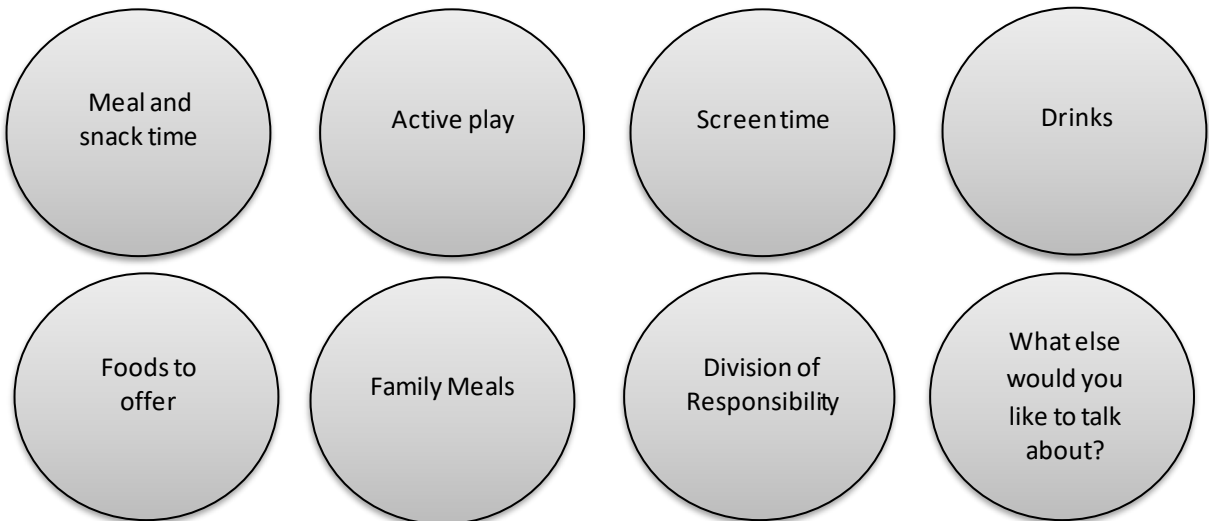 Meal and
snack time
Active play
Screen time
Drinks
Foods to
offer
Family Meals
Division of
Responsibility
What else
would you
like to talk
about?